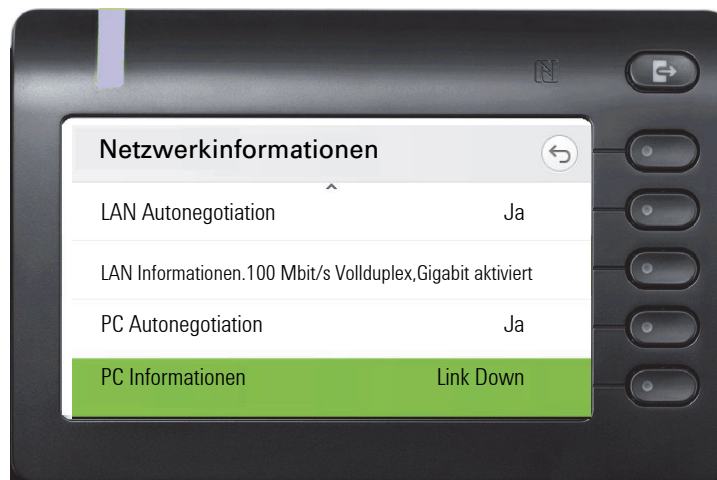 Netzwerkinformationen
LAN Autonegotiation Ja
LAN Informationen.100 Mbit/s Vollduplex,Gigabit aktiviert
PC Autonegotiation Ja
PC Informationen Link Down